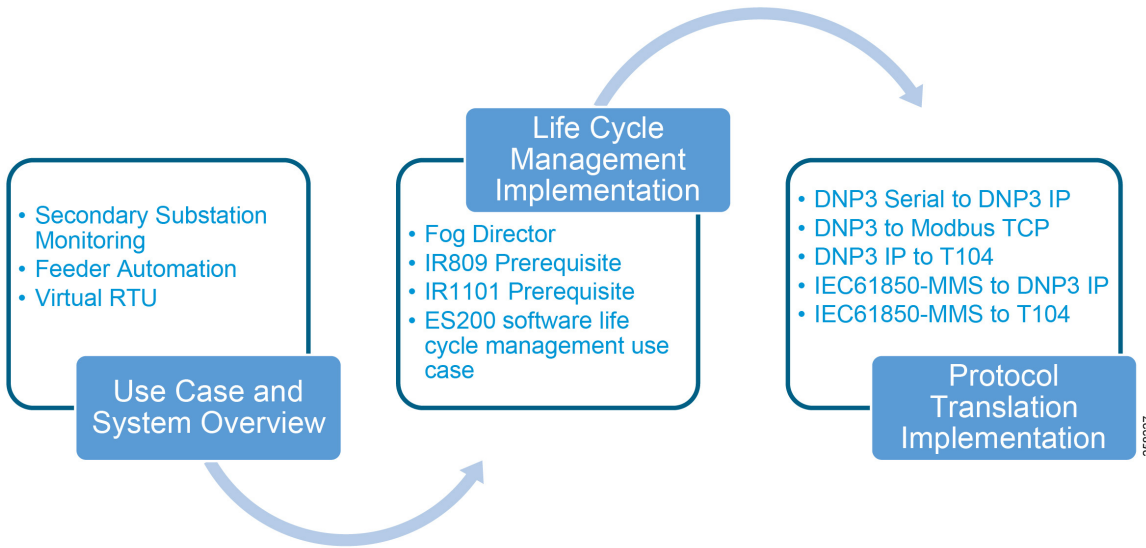 • Secondary Substation
Monitoring
• Feeder Automation
• Virtual RTU
Use Case and
System Overview
Life Cycle
Management
Implementation
• Fog Director
• IR809 Prerequisite
• IR1101 Prerequisite
• ES200 software life
cycle management use
case
• DNP3 Serial to DNP3 IP
• DNP3 to Modbus TCP
• DNP3 IP to T104
• IEC61850-MMS to DNP3 IP
• IEC61850-MMS to T104
Protocol
Translation
Implementation